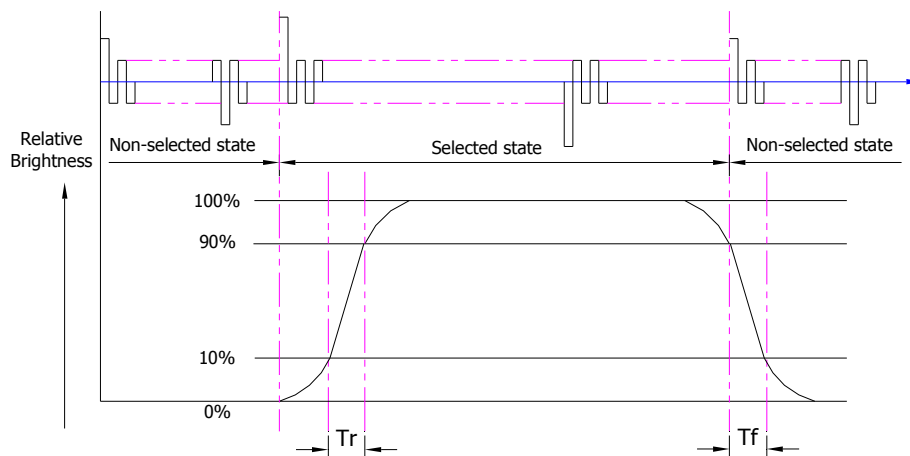 Relative
Brightness
Non-selected state
Selected state
Non-selected state
100%
90%
10%
0%
Tr
Tf